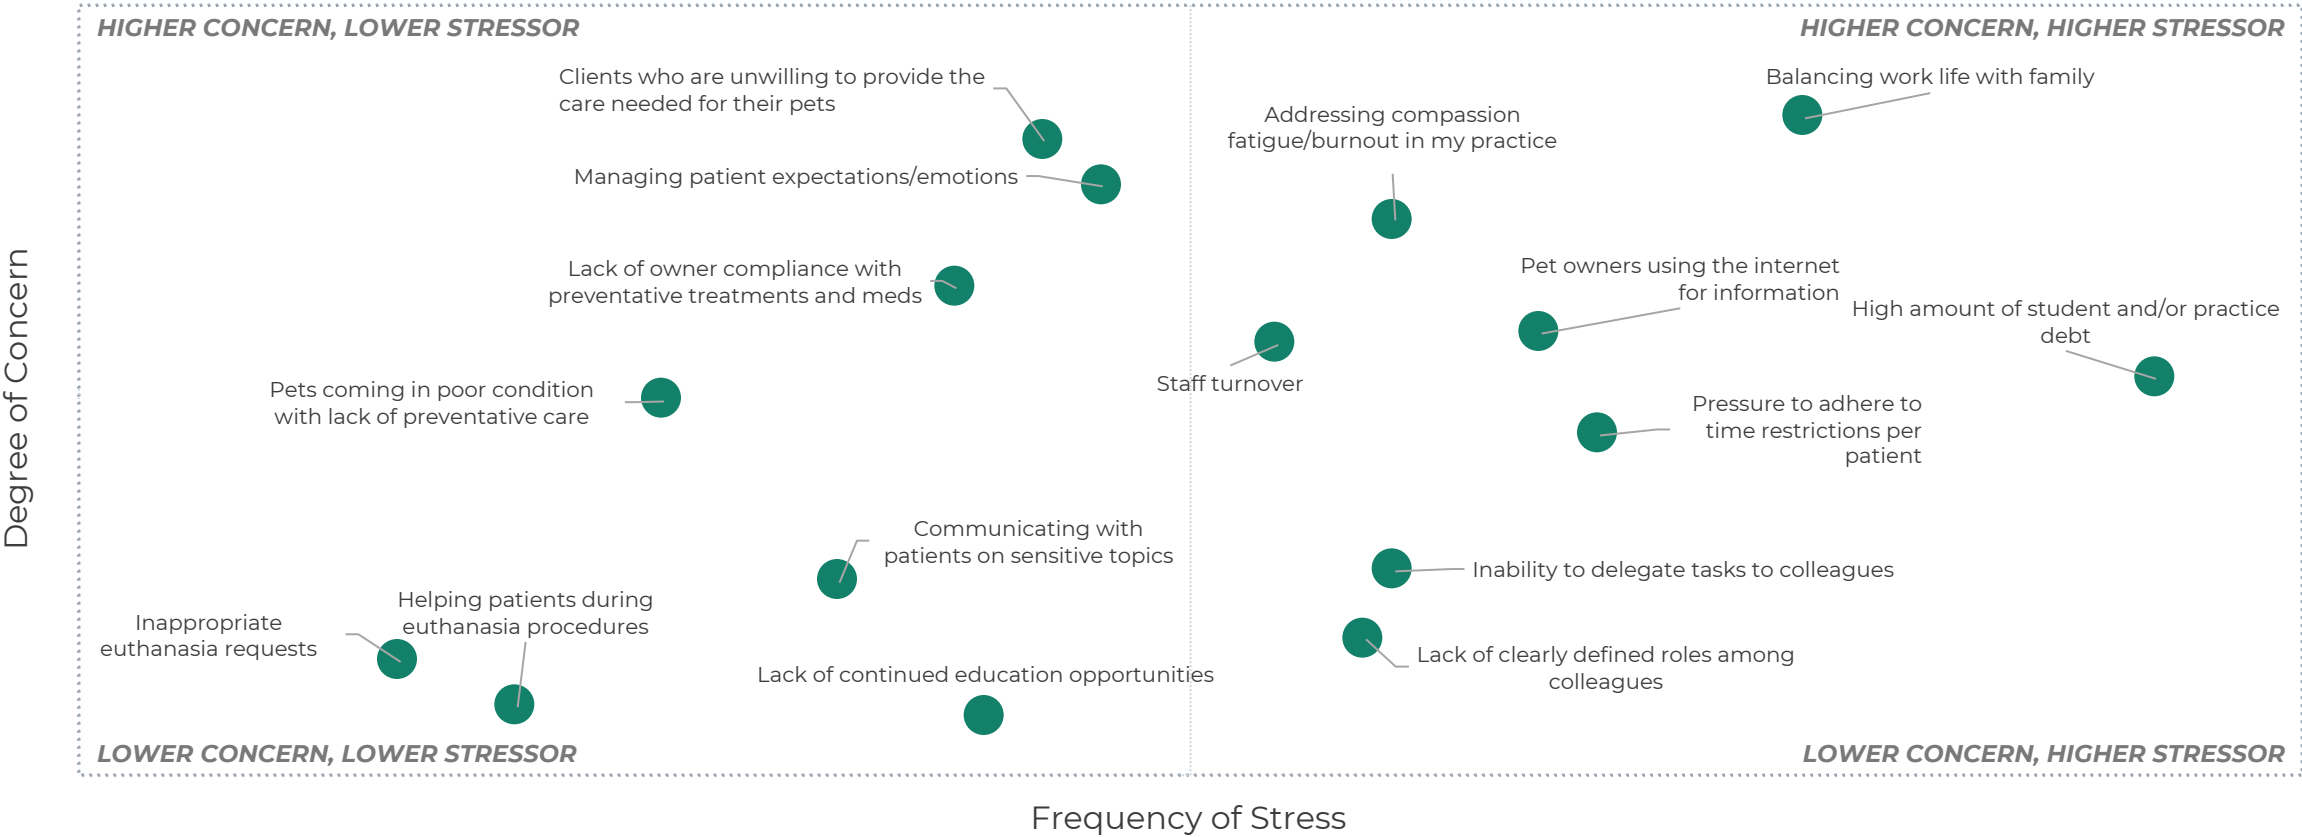 HIGHER CONCERN, LOWER STRESSOR
HIGHER CONCERN, HIGHER STRESSOR
Clients who are unwilling to provide the
care needed for their pets
Balancing work life with family
Addressing compassion
fatigue/burnout in my practice
Managing patient expectations/emotions
Lack of owner compliance with
preventative treatments and meds
Pet owners using the internet
for information
High amount of student and/or practice
debt
Staff turnover
Pets coming in poor condition
with lack of preventative care
Pressure to adhere to
time restrictions per
patient
Degree of Concern
Communicating with
patients on sensitive topics
Inability to delegate tasks to colleagues
Helping patients during
euthanasia procedures
Inappropriate
euthanasia requests
Lack of continued education opportunities
Lack of clearly defined roles among
colleagues
LOWER CONCERN, LOWER STRESSOR
LOWER CONCERN, HIGHER STRESSOR
Frequency of Stress